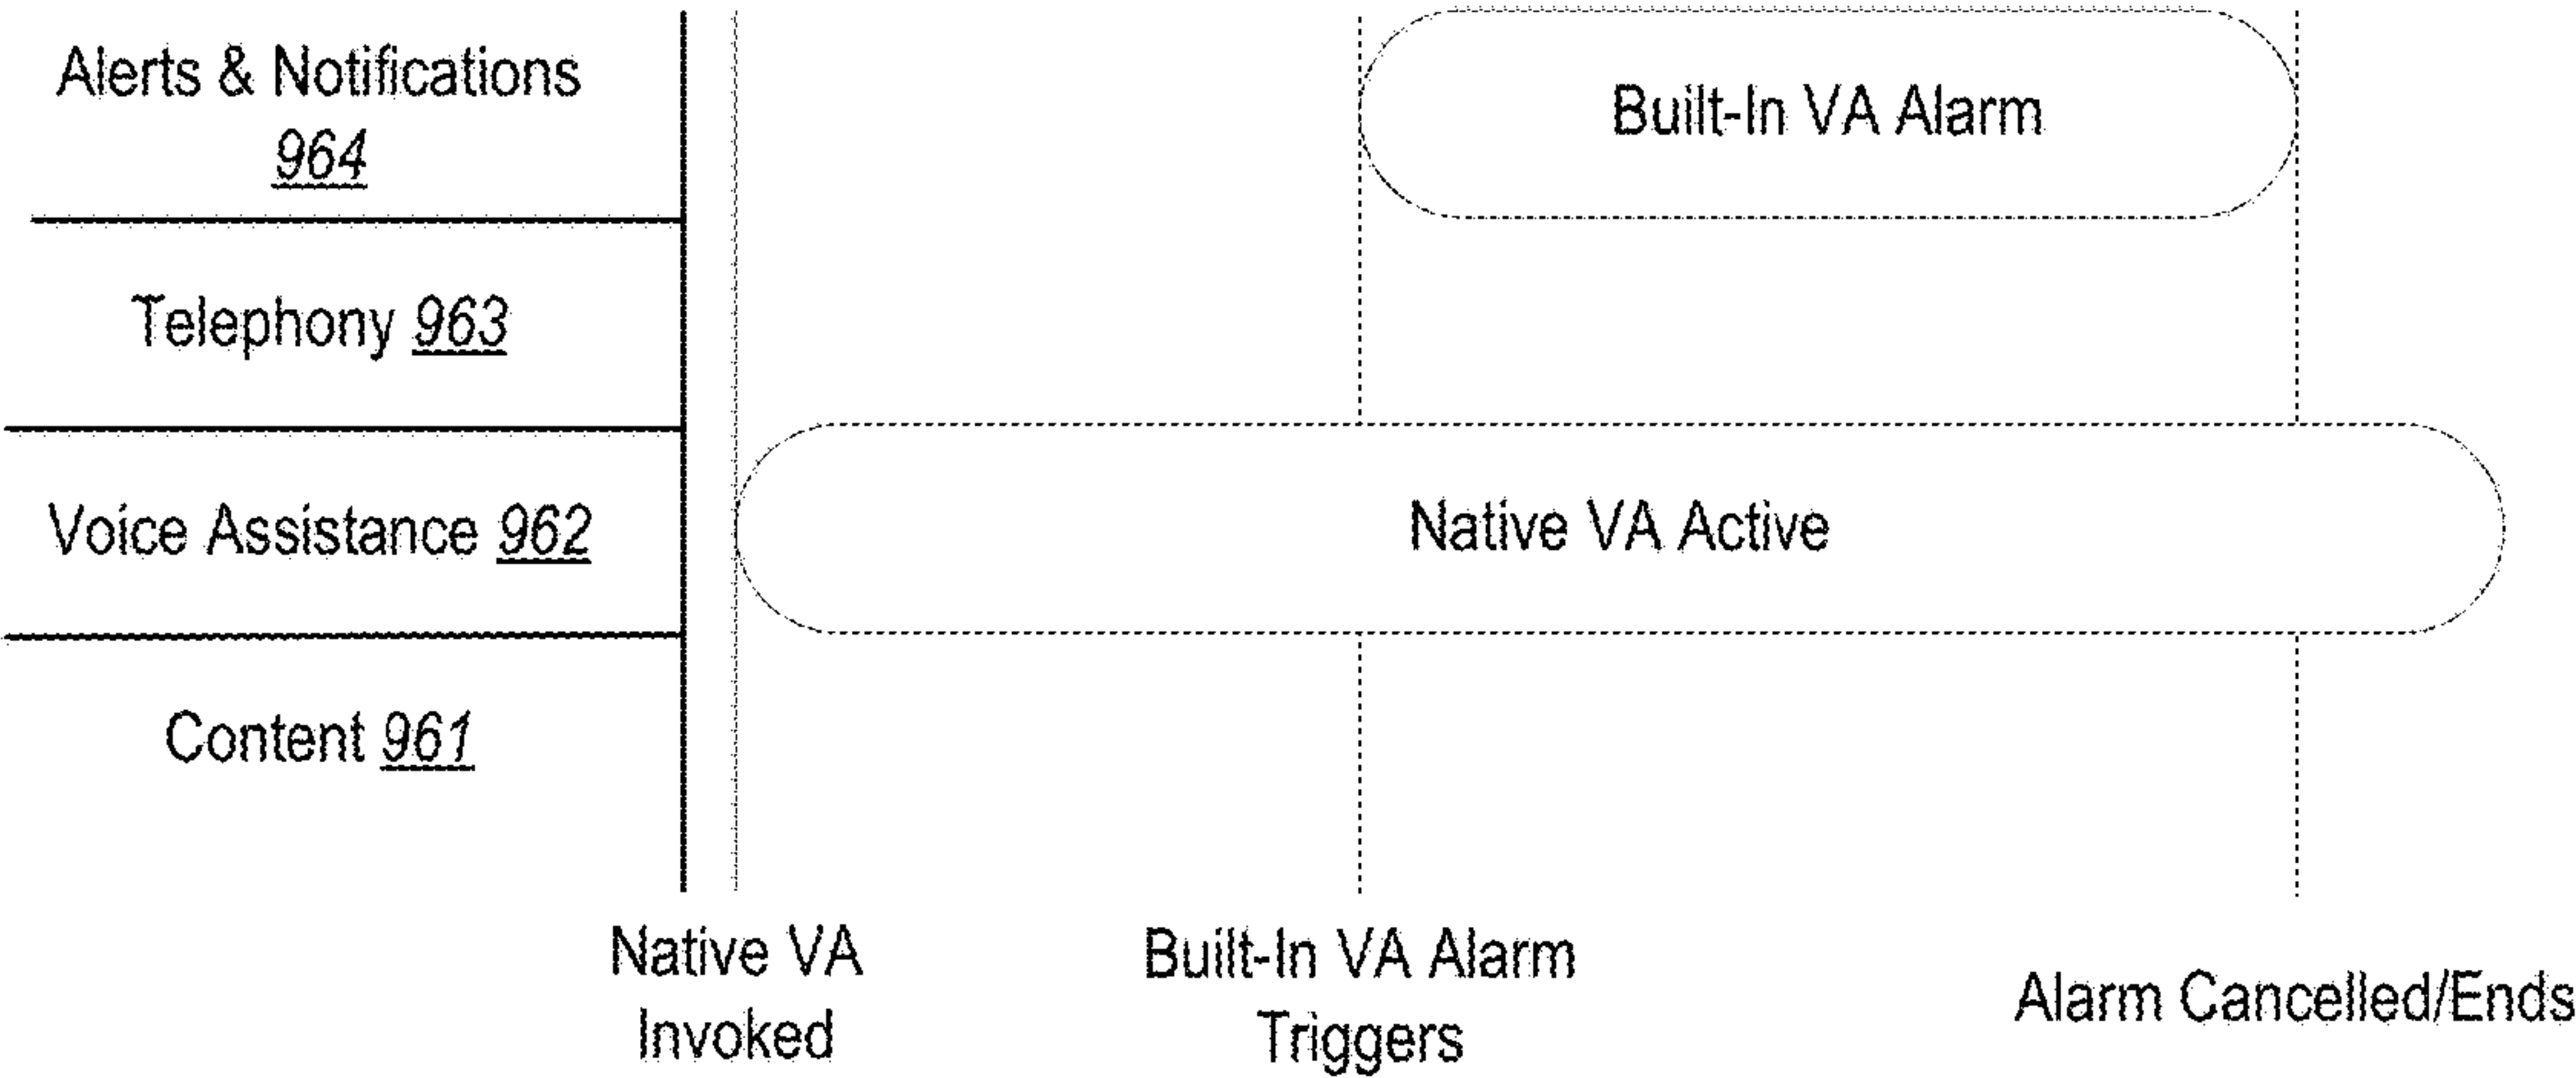 Alerts & Notifications
964
Built-In VA Alarm
Telephony 963
Voice Assistance 962
Native VA Active
Content 961
Native VA
Invoked
Built-In VA Alarm
Triggers
Alarm Cancelled/Ends